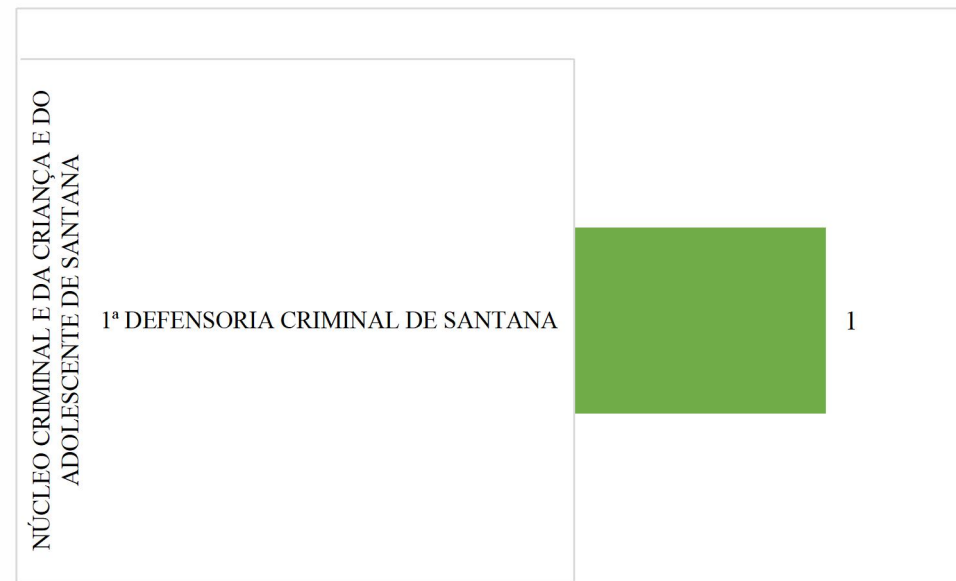 NÚCLEO CRIMINAL E DA CRIANÇA E DO
ADOLESCENTE DE SANTANA
1ª DEFENSORIA CRIMINAL DE SANTANA
1